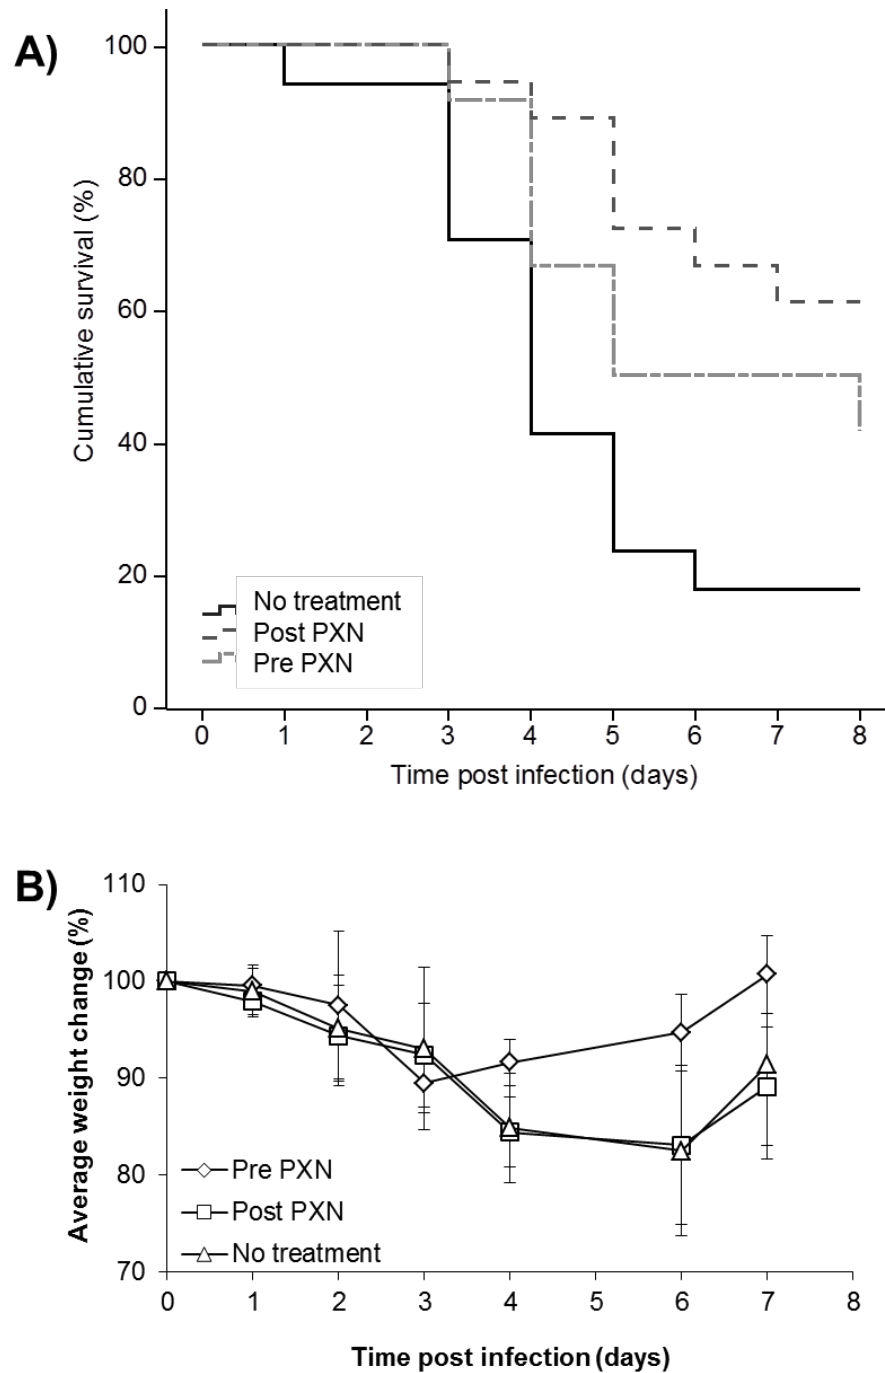 A)
Cumulative survival (%)
100
80
60
40
20
0
No treatment
Post PXN
Pre PXN
0 1 2 3 4 5 6 7 8
Time post infection (days)
B)
Average weight change (%)
110
100
90
80
70
Pre PXN
Post PXN
No treatment
0 1 2 3 4 5 6 7 8
Time post infection (days)